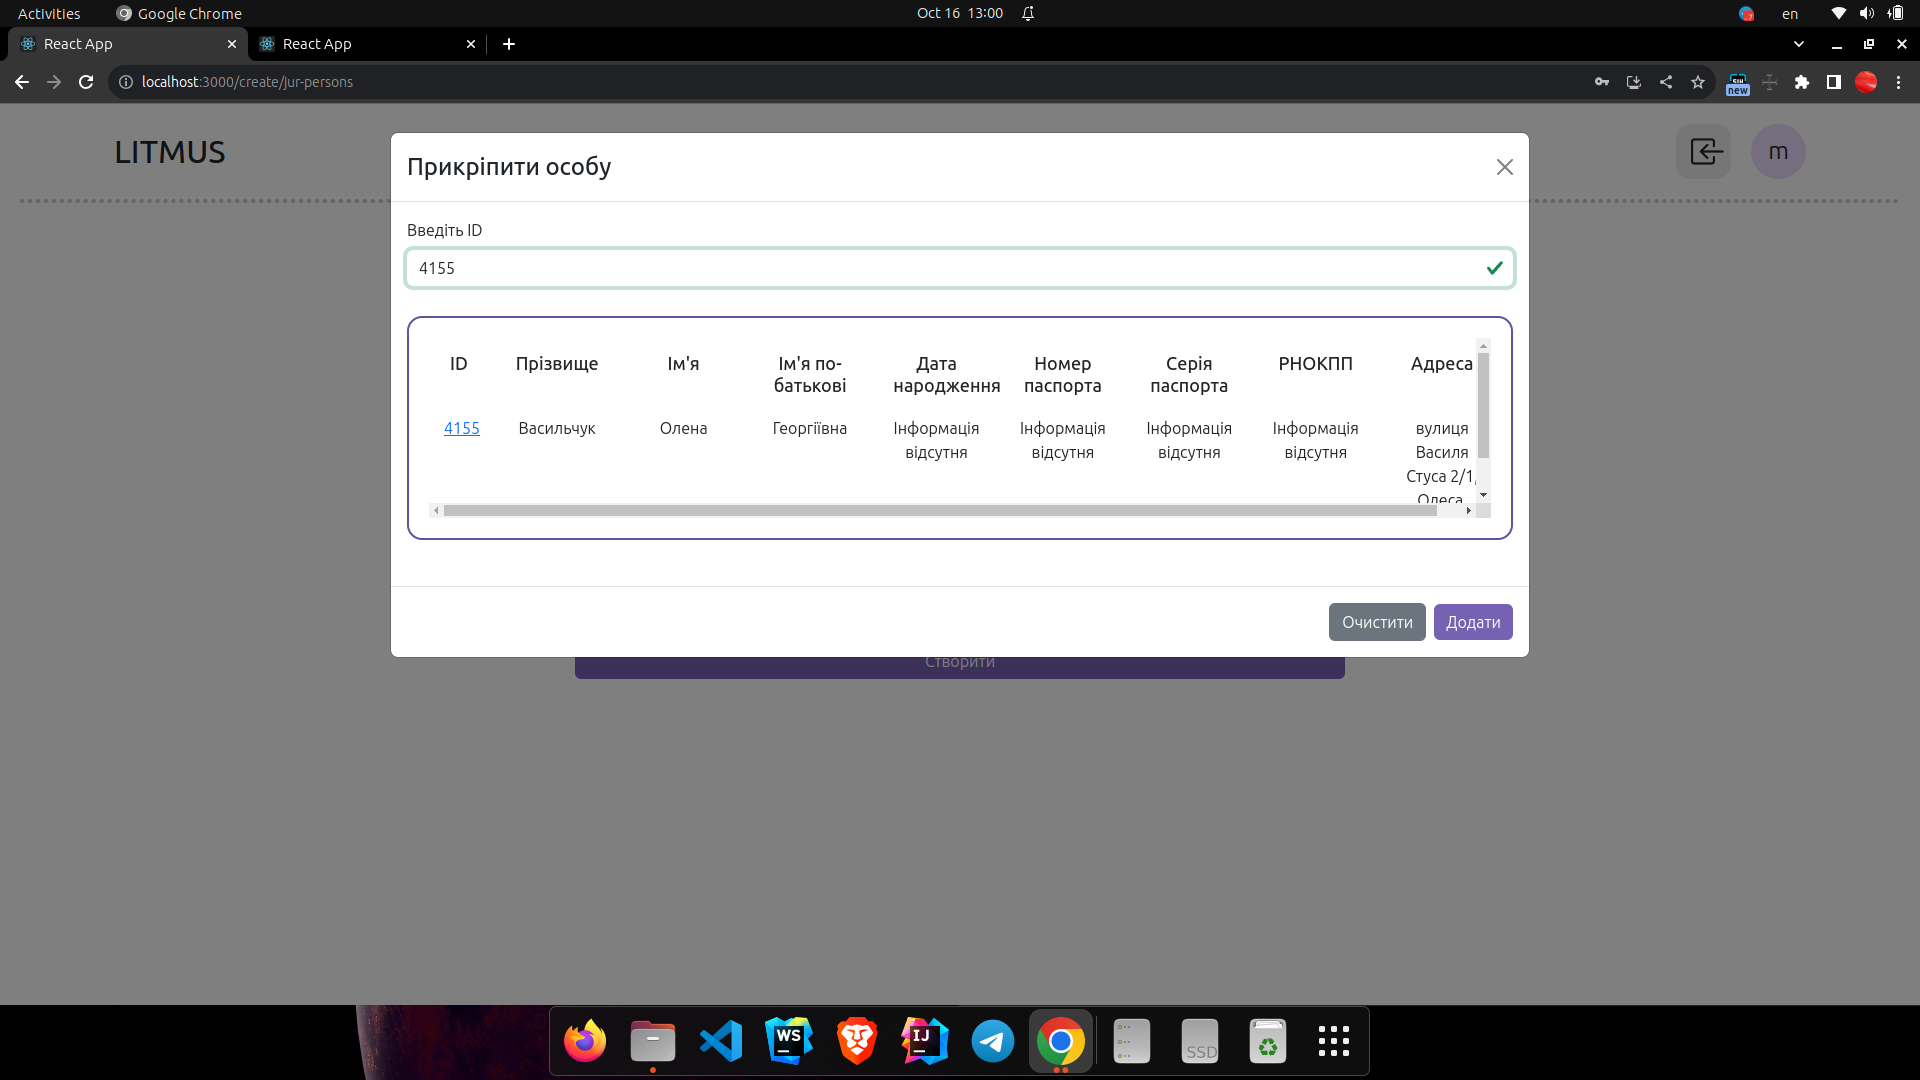 Activities
Google Chrome
Oct 16 13:00
en
React App
React App
localhost:3000/create/jur-persons
new
LITMUS
m
Прикріпити особу
Введіть ID
4155
ID Прізвище Ім'я Ім'я по- Дата Номер Серія РНОКПП Адреса
батькові народження паспорта паспорта
4155 Васильчук Олена Георгіївна Інформація Інформація Інформація Інформація вулиця
відсутня відсутня відсутня відсутня Василя
Стуса 2/1,
Одеса
Очистити Додати
Створити
WS
IJ
SSD